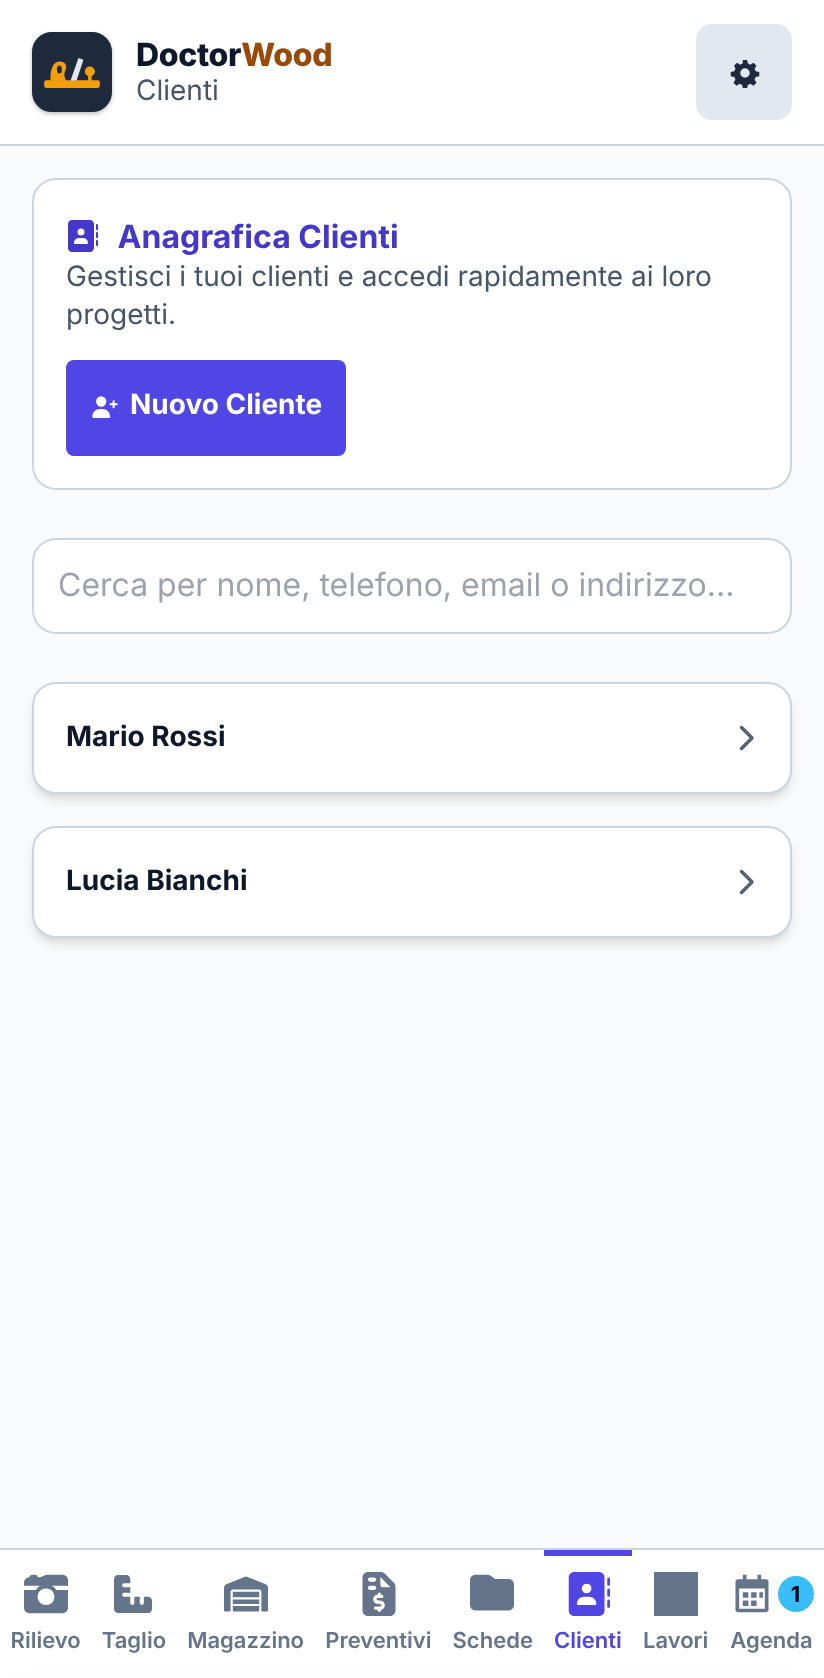 DoctorWood
Clienti
Anagrafica Clienti
Gestisci i tuoi clienti e accedi rapidamente ai loro
progetti.
Nuovo Cliente
Cerca per nome, telefono, email o indirizzo...
Mario Rossi
Lucia Bianchi
1
Rilievo Taglio Magazzino Preventivi Schede Clienti Lavori Agenda